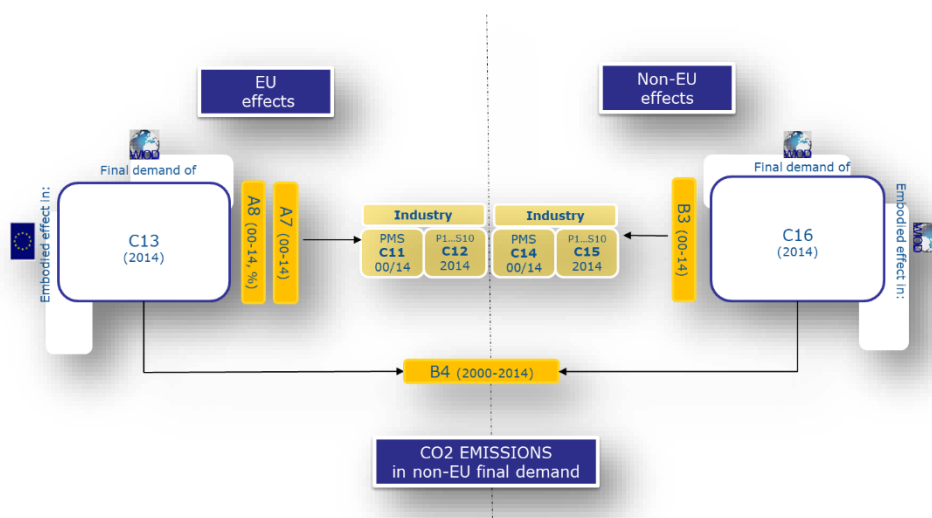 EU
effects
Non-EU
effects
WIOD
Final demand of
Embodied effect in:
C13
(2014)
A8 (00-14, %)
A7 (00-14)
Industry
PMS
C11
00/14
P1...S10
C12
2014
Industry
PMS
C14
00/14
P1...S10
C15
2014
B3 (00-14)
WIOD
Final demand of
C16
(2014)
Embodied effect in:
WIOD
B4 (2000-2014)
CO2 EMISSIONS
in non-EU final demand